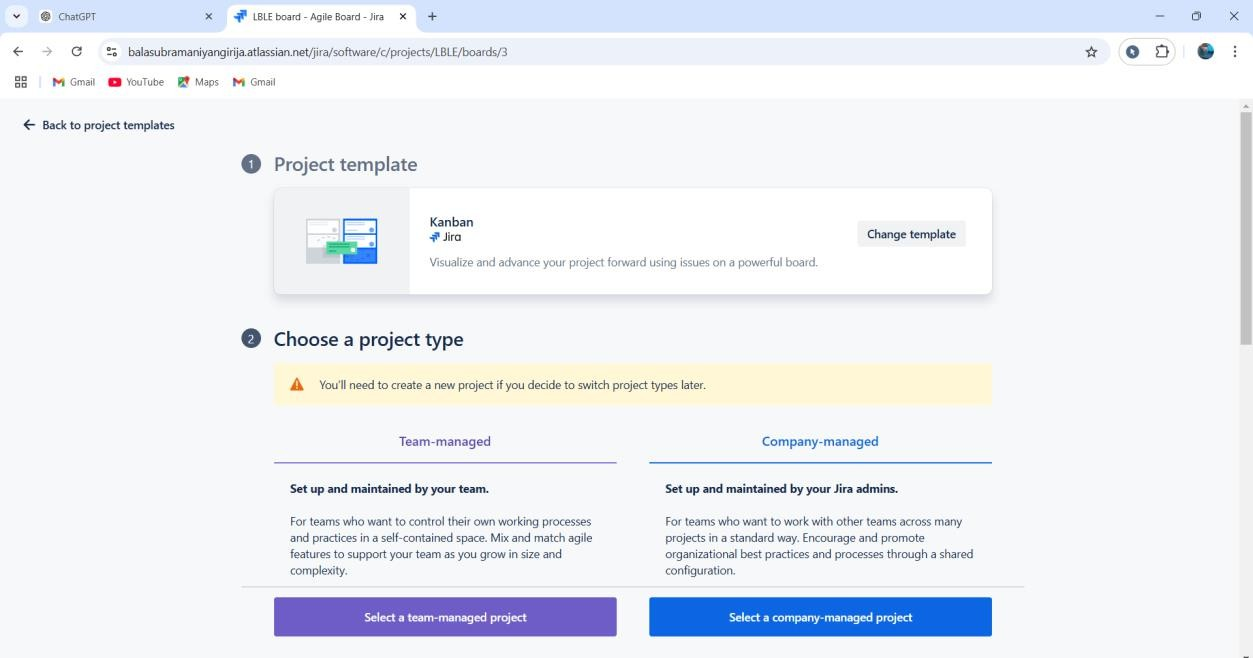 ChatGPT
LBLE board - Agile Board - Jira
balasubramaniyangirija.atlassian.net/jira/software/c/projects/LBLE/boards/3
Gmail
YouTube
Maps
Gmail
Back to project templates
1 Project template
Kanban
Jira
Visualize and advance your project forward using issues on a powerful board.
Change template
2 Choose a project type
You'll need to create a new project if you decide to switch project types later.
Team-managed
Set up and maintained by your team.
For teams who want to control their own working processes
and practices in a self-contained space. Mix and match agile
features to support your team as you grow in size and
complexity.
Select a team-managed project
Company-managed
Set up and maintained by your Jira admins.
For teams who want to work with other teams across many
projects in a standard way. Encourage and promote
organizational best practices and processes through a shared
configuration.
Select a company-managed project